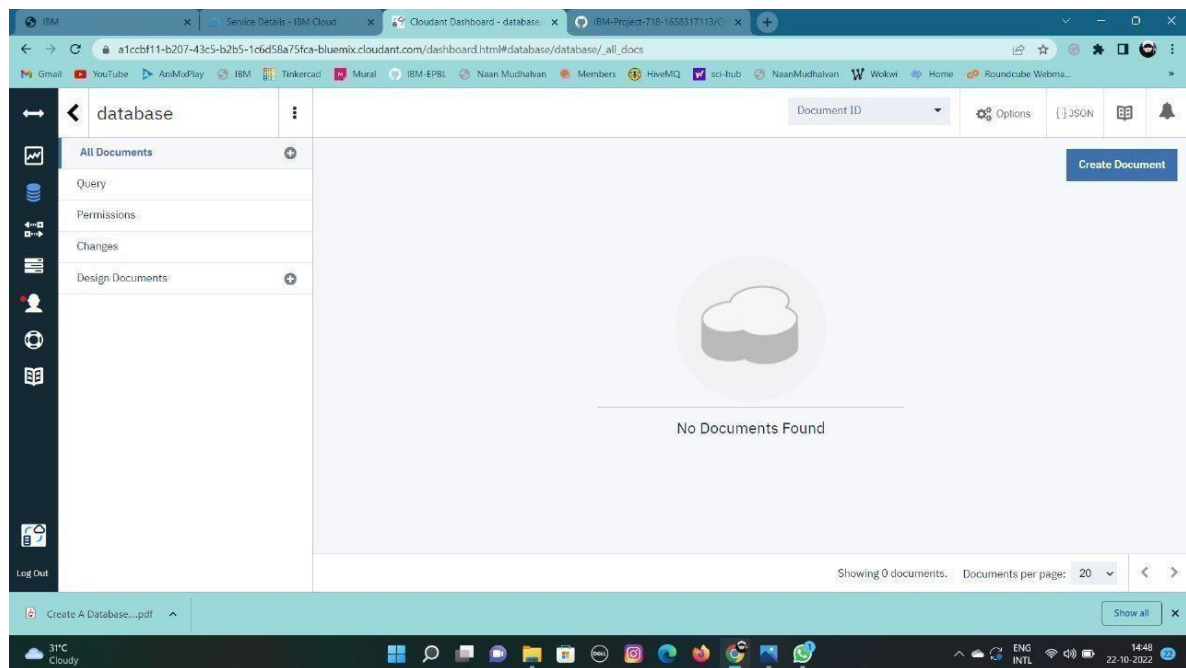 IBM
Service Details - IBM Cloud
Cloudant Dashboard - database/
IBM-Project-718-1658317113/C
a1ccbf11-b207-43c5-b2b5-1c6d58a75fca-bluemix.cloudant.com/dashboard.html#database/database/_all_docs
Gmail YouTube AniMixPlay IBM Tinkercad Mural IBM-EPBL Naan Mudhalvan Members HiveMQ sci-hub NaanMudhalvan Wokwi Home Roundcube Webma...
database
Document ID
Options
{ } JSON
All Documents
Create Document
Query
Permissions
Changes
Design Documents
No Documents Found
Log Out
Showing 0 documents. Documents per page: 20
Create A Database....pdf
Show all
31°C
Cloudy
DELL
ENG
INTL
14:48
22-10-2022
22